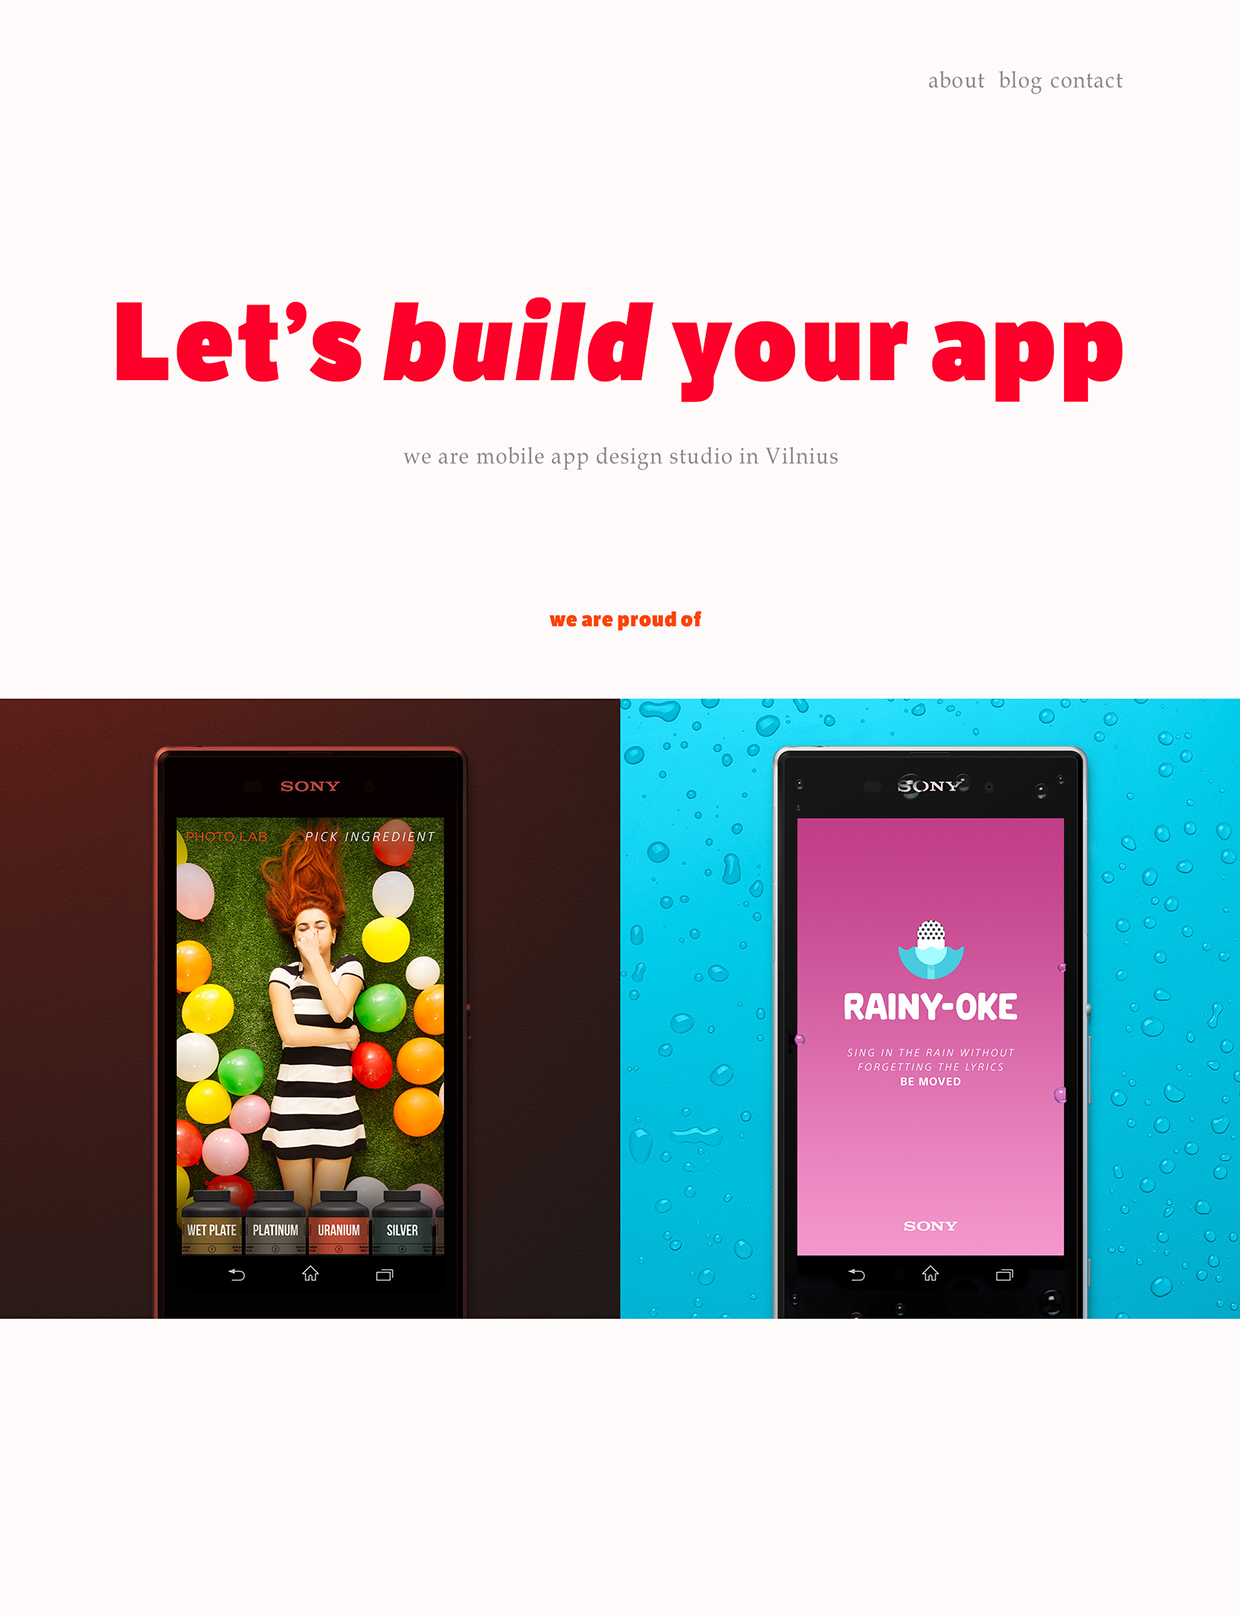 about blog contact
Let’s build your app
we are mobile app design studio in Vilnius
we are proud of
SONY
PHOTO LAB PICK INGREDIENT
WET PLATE PLATINUM URANIUM SILVER
SONY
RAINY-OKE
SING IN THE RAIN WITHOUT
FORGETTING THE LYRICS
BE MOVED
SONY